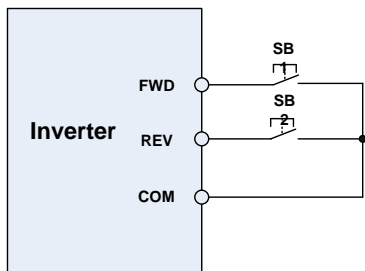 SB
1
FWD
SB
2
Inverter
REV
COM